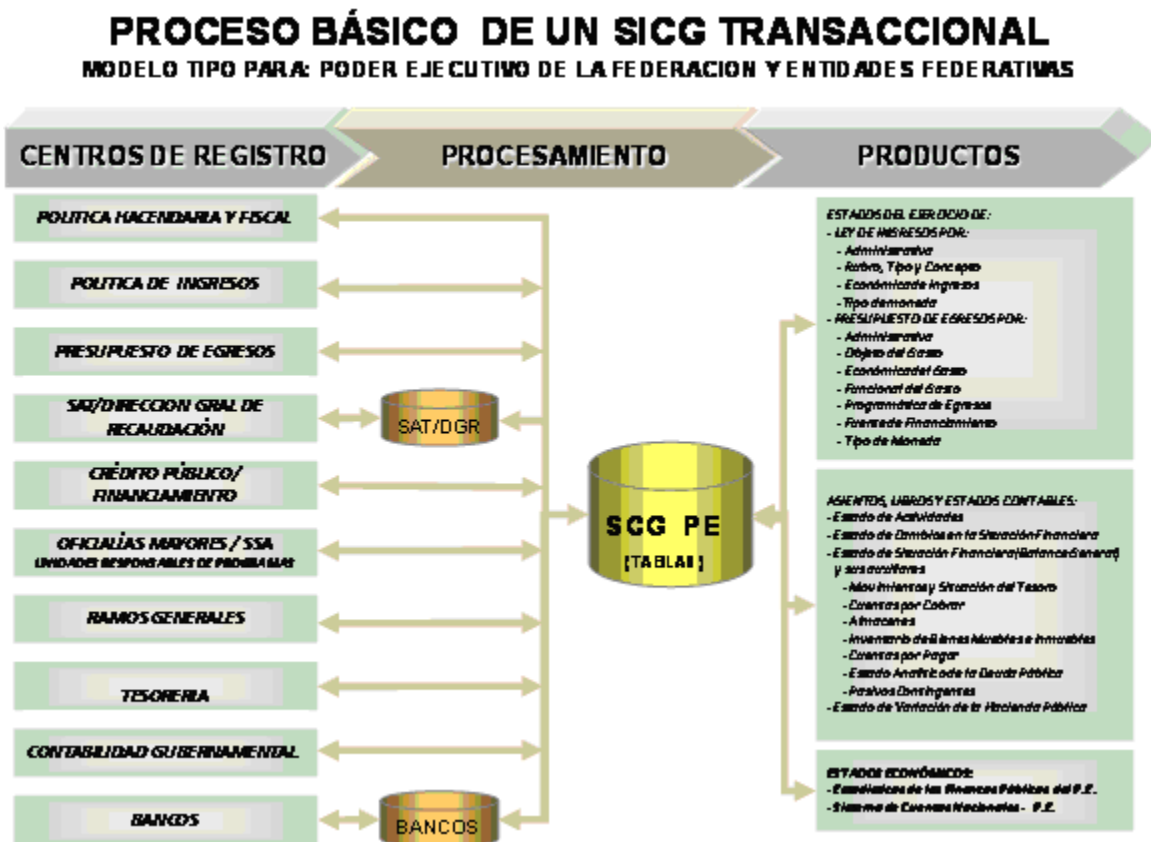 PROCESO BÁSICO DE UN SICG TRANSACCIONAL
MODELO TIPO PARA: PODER EJECUTIVO DE LA FEDERACION Y ENTIDADES FEDERATIVAS
CENTROS DE REGISTRO
PROCESAMIENTO
PRODUCTOS
POLITICA HACENDARIA Y FISCAL
POLITICA DE INGRESOS
PRESUPUESTO DE EGRESOS
SAT/DIRECCION GRAL DE
RECAUDACIÓN
CRÉDITO PÚBLICO/
FINANCIAMIENTO
OFICIALÍAS MAYORES / SSA
UNIDADES RESPONSABLES DE PROGRAMAS
RAMOS GENERALES
TESORERIA
CONTABILIDAD GUBERNAMENTAL
BANCOS
SAT/DGR
BANCOS
SCG PE
ESTADOS DEL EJERCICIO DE:
- LEY DE INGRESOS POR:
- Administrativa
- Rubro, Tipo y Concepto
- Económica de Ingresos
- Tipo de moneda
- PRESUPUESTO DE EGRESOS POR:
- Administrativa
- Objeto del Gasto
- Económica del Gasto
- Funcional del Gasto
- Programática de Egresos
- Fuente de Financiamiento
- Tipo de Moneda
ASIENTOS, LIBROS Y ESTADOS CONTABLES:
- Estado de Actividades
- Estado de Cambios en la Situación Financiera
- Estado de Situación Financiera (Balance General)
y sus auxiliares
- Movimientos y Situación del Tesoro
- Cuentas por Cobrar
- Almacenes
- Inventario de Bienes Muebles e Inmuebles
- Cuentas por Pagar
- Estado Analítico de la Deuda Pública
- Pasivos Contingentes
- Estado de Variación de la Hacienda Pública
ESTADOS ECONÓMICOS:
- Estadísticas de las Finanzas Públicas del P.E.
- Sistema de Cuentas Nacionales - P.E.